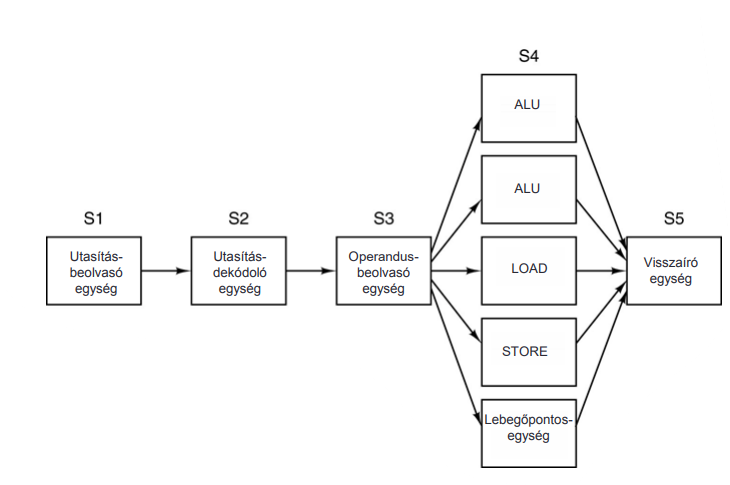 S4
ALU
ALU
S1
S2
S3
S5
Utasítás-
beolvasó
egység
Utasítás-
dekódoló
egység
Operandus-
beolvasó
egység
LOAD
Visszaíró
egység
STORE
Lebegőpontos-
egység